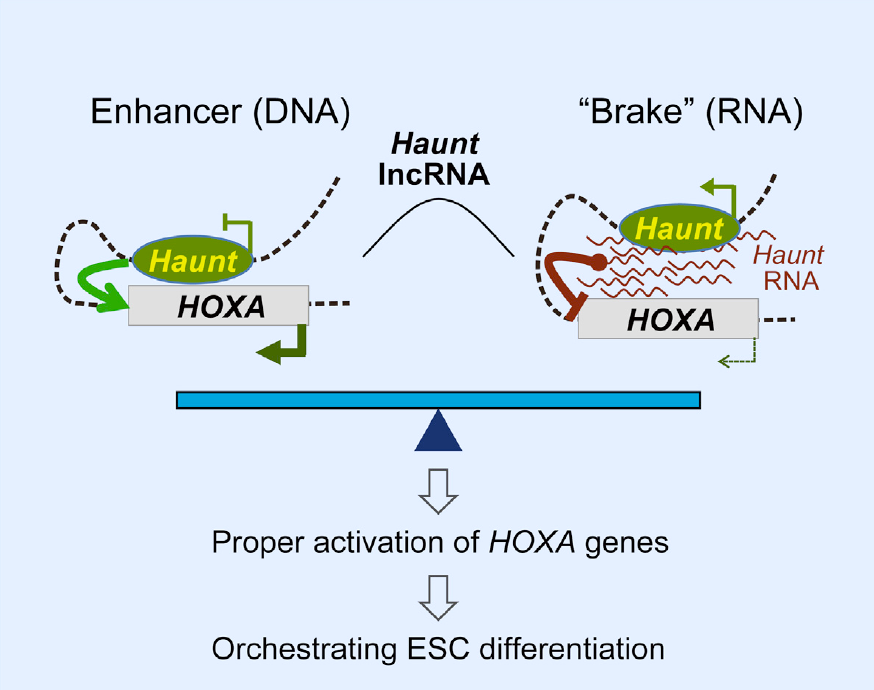 Enhancer (DNA)
“Brake” (RNA)
Haunt
lncRNA
Haunt
HOXA
Haunt
Haunt
RNA
HOXA
Proper activation of HOXA genes
Orchestrating ESC differentiation